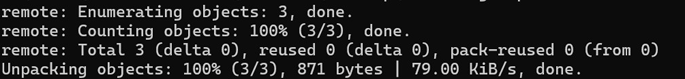 remote: Enumerating objects: 3, done.
remote: Counting objects: 100% (3/3), done.
remote: Total 3 (delta 0), reused 0 (delta 0), pack-reused 0 (from 0)
Unpacking objects: 100% (3/3), 871 bytes | 79.00 KiB/s, done.